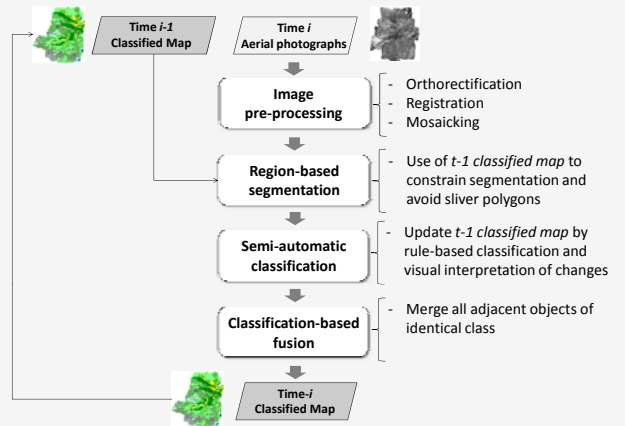 Time i-1
Classified Map
Time i
Aerial photographs
Image
pre-processing
- Orthorectification
- Registration
- Mosaicking
Region-based
segmentation
- Use of t-1 classified map to
constrain segmentation and
avoid sliver polygons
Semi-automatic
classification
- Update t-1 classified map by
rule-based classification and
visual interpretation of changes
Classification-based
fusion
- Merge all adjacent objects of
identical class
Time-i
Classified Map